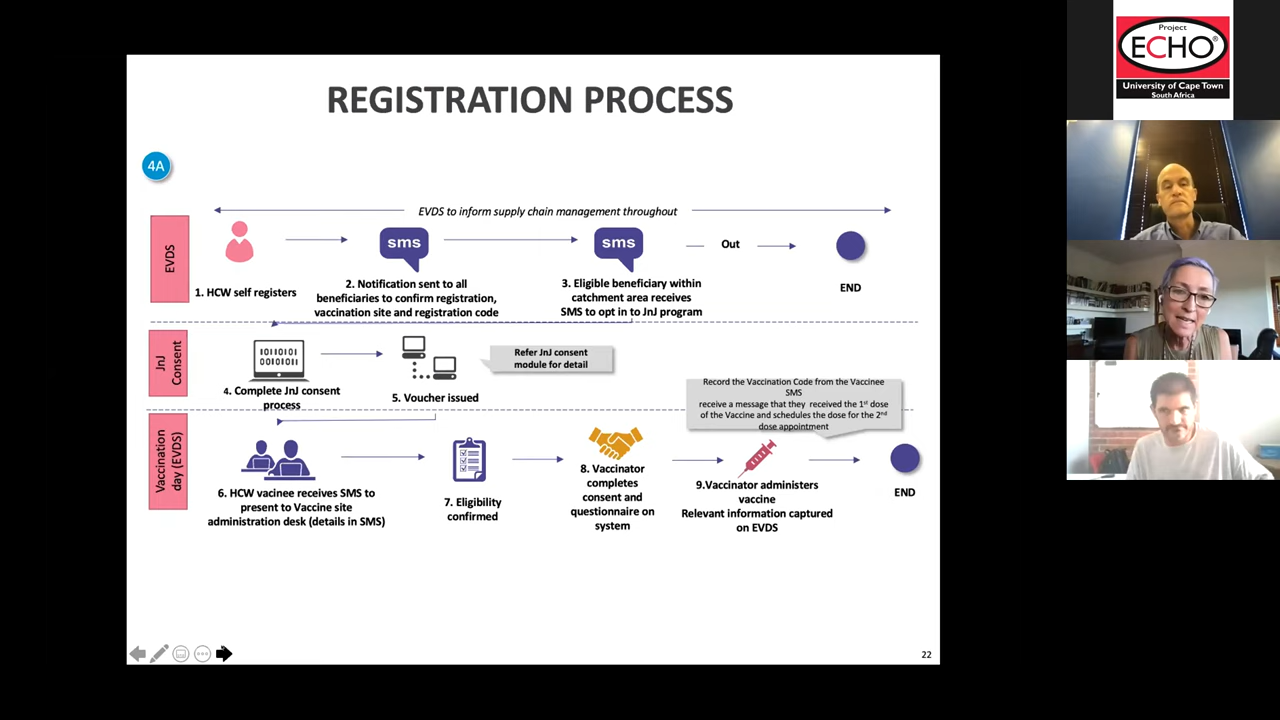 REGISTRATION PROCESS
4A
EVDS to inform supply chain management throughout
EVDS
sms
sms
Out
1. HCW self registers
2. Notification sent to all
beneficiaries to confirm registration,
vaccination site and registration code
3. Eligible beneficiary within
catchment area receives
SMS to opt in to JnJ program
END
JnJ
Consent
01101011
01010110
4. Complete JnJ consent
process
5. Voucher issued
Refer JnJ consent
module for detail
Record the Vaccination Code from the Vaccinee
SMS
receive a message that they received the 1st dose
of the Vaccine and schedules the dose for the 2nd
dose appointment
Vaccination
day (EVDS)
6. HCW vacinee receives SMS to
present to Vaccine site
administration desk (details in SMS)
7. Eligibility
confirmed
8. Vaccinator
completes
consent and
questionnaire on
system
9.Vaccinator administers
vaccine
Relevant information captured
on EVDS
END
22
Project
ECHO®
University of Cape Town
South Africa